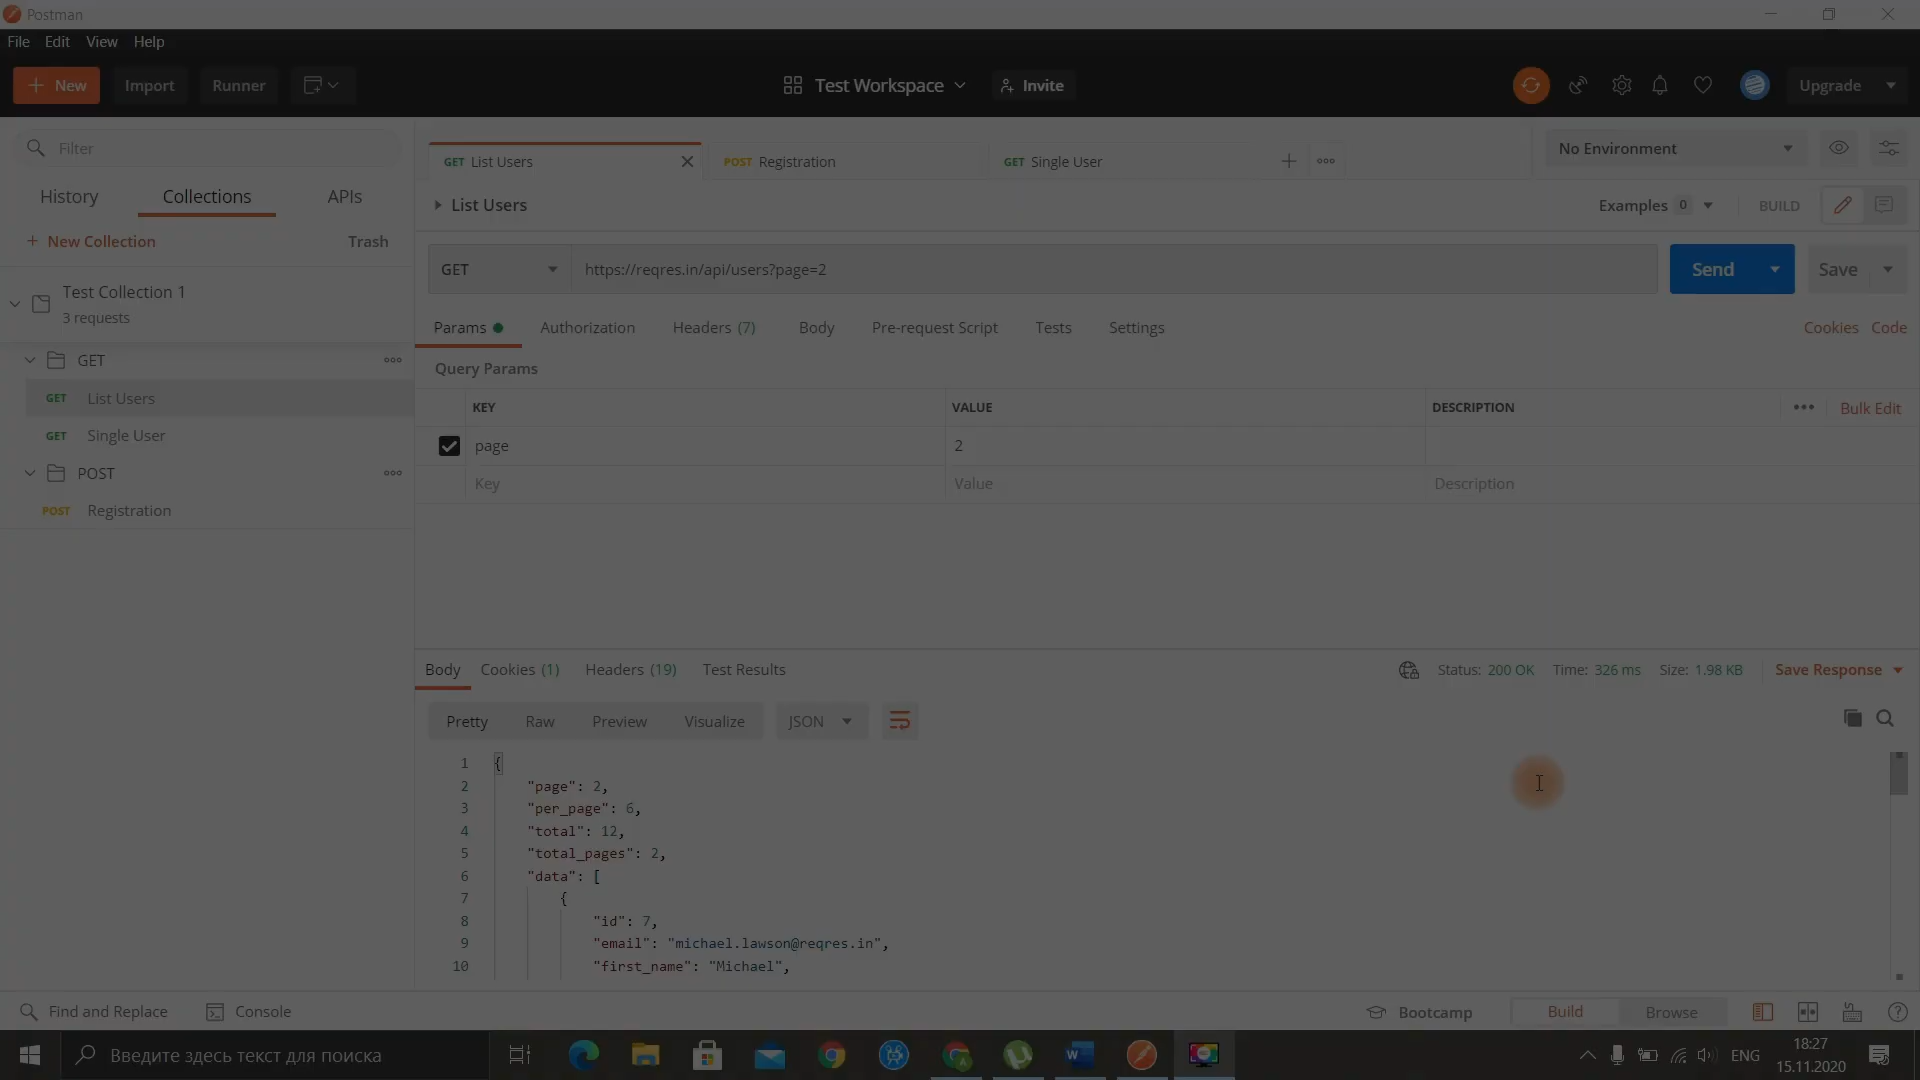 Postman
File Edit View Help
New Import Runner Test Workspace Invite Upgrade
Filter
History Collections APIs
+ New Collection Trash
Test Collection 1
3 requests
GET
GET List Users
GET Single User
POST
POST Registration
GET List Users POST Registration GET Single User
No Environment
List Users Examples 0 BUILD
GET https://reqres.in/api/users?page=2 Send Save
Params Authorization Headers (7) Body Pre-request Script Tests Settings Cookies Code
Query Params
KEY VALUE DESCRIPTION Bulk Edit
page 2
Key Value Description
Body Cookies (1) Headers (19) Test Results Status: 200 OK Time: 326 ms Size: 1.98 KB Save Response
Pretty Raw Preview Visualize JSON
1 {
2 "page": 2,
3 "per_page": 6,
4 "total": 12,
5 "total_pages": 2,
6 "data": [
7 {
8 "id": 7,
9 "email": "michael.lawson@reqres.in",
10 "first_name": "Michael",
Find and Replace Console Bootcamp Build Browse
Введите здесь текст для поиска
ENG
18:27
15.11.2020